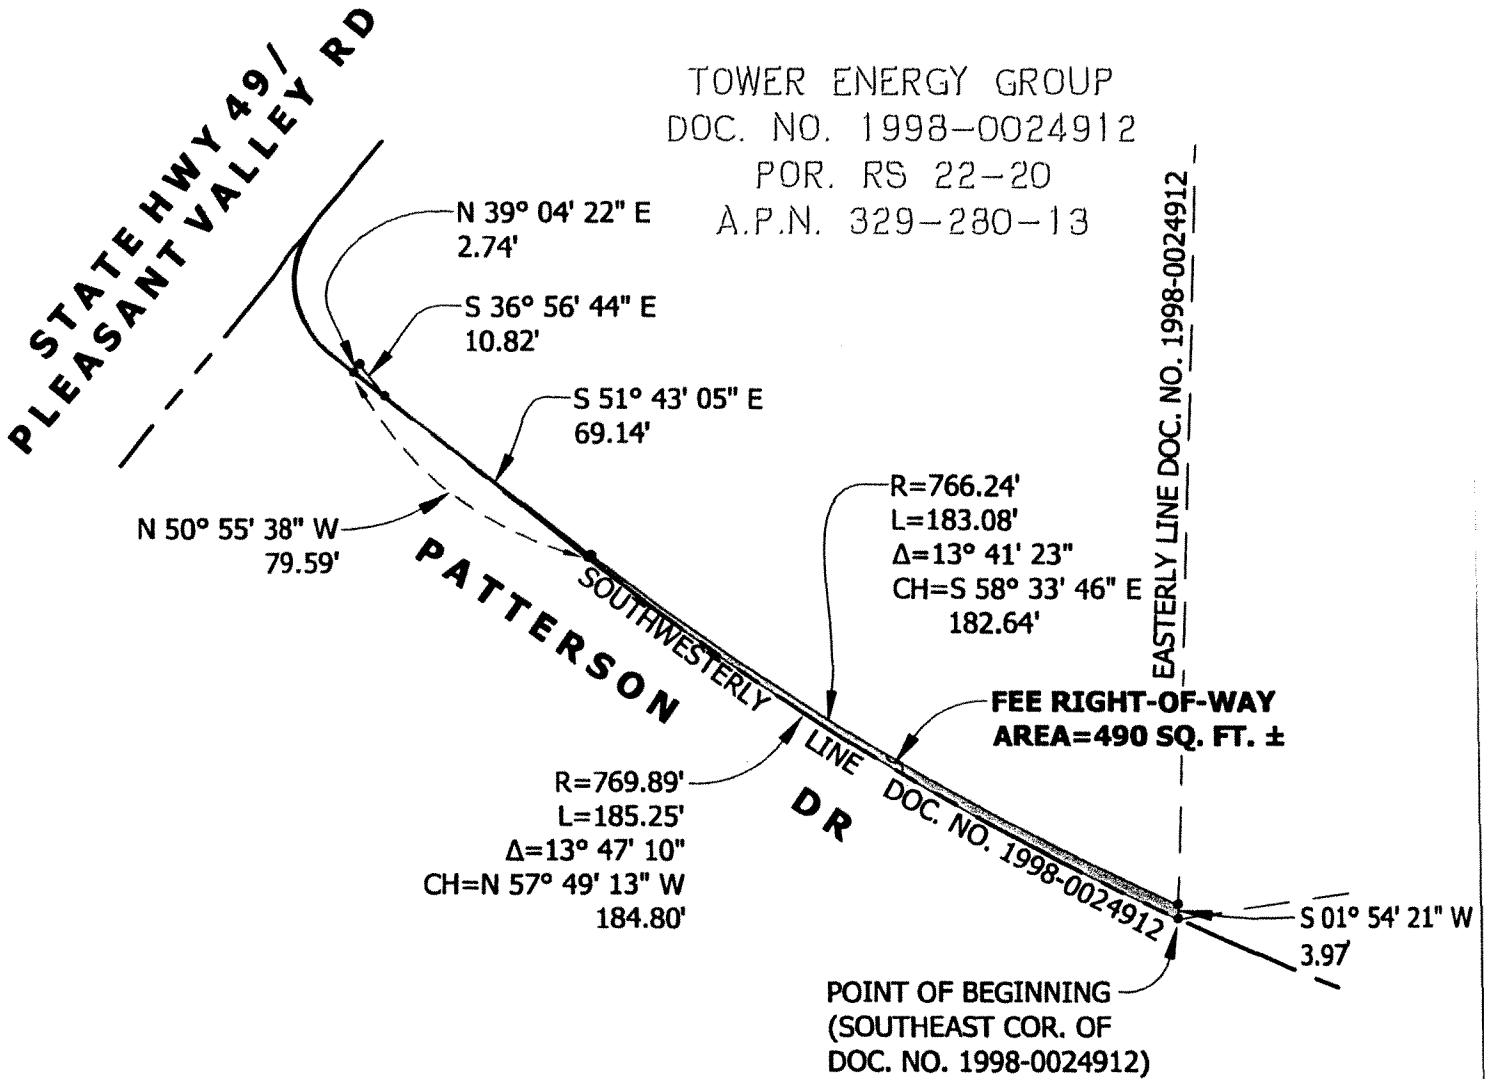 STATE HWY 49/
PLEASANT VALLEY RD
TOWER ENERGY GROUP
DOC. NO. 1998-0024912
POR. RS 22-20
A.P.N. 329-280-13
N 39° 04' 22" E
2.74'
S 36° 56' 44" E
10.82'
S 51° 43' 05" E
69.14'
N 50° 55' 38" W
79.59'
R=766.24'
L=183.08'
Δ=13° 41' 23"
CH=S 58° 33' 46" E
182.64'
EASTERLY LINE DOC. NO. 1998-0024912
PATTERSON DR
SOUTHWESTERLY LINE DOC. NO. 1998-0024912
FEE RIGHT-OF-WAY
AREA=490 SQ. FT. ±
R=769.89'
L=185.25'
Δ=13° 47' 10"
CH=N 57° 49' 13" W
184.80'
S 01° 54' 21" W
3.97'
POINT OF BEGINNING
(SOUTHEAST COR. OF
DOC. NO. 1998-0024912)